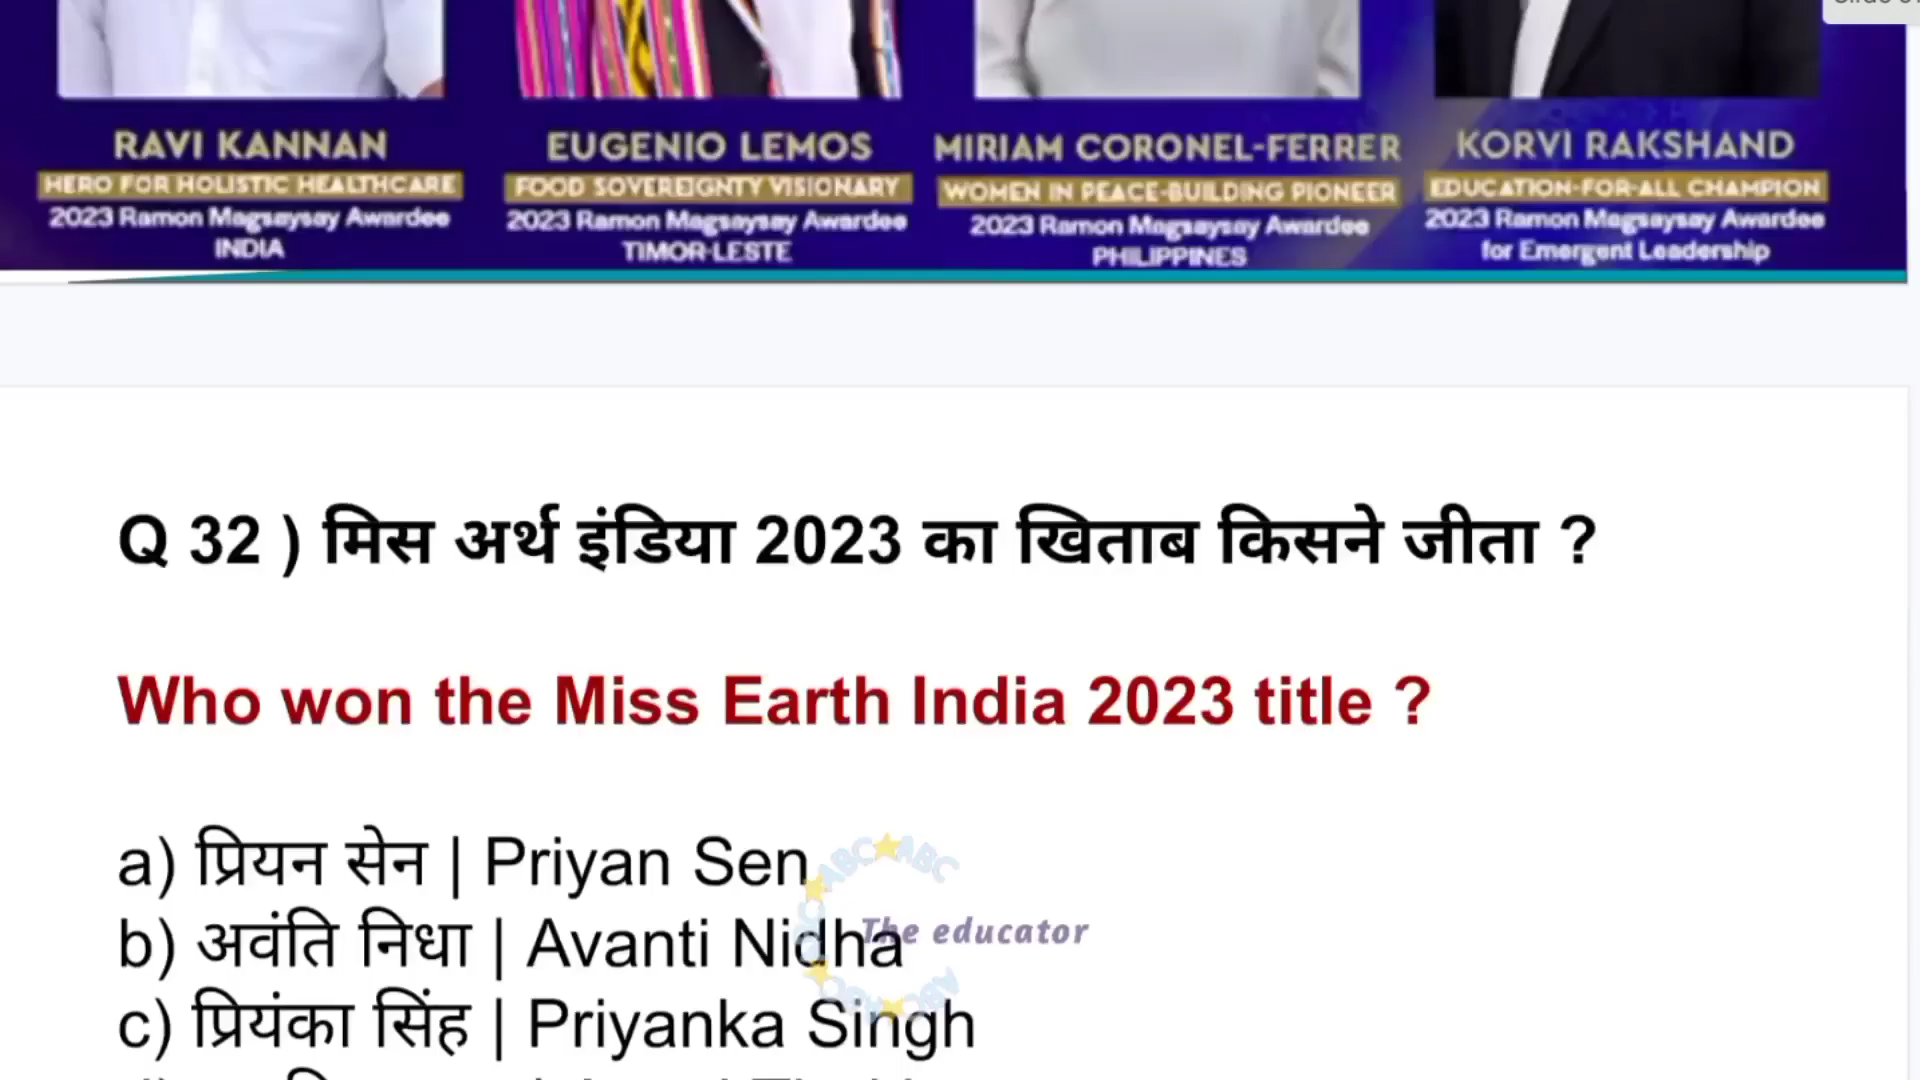 RAVI KANNAN
HERO FOR HOLISTIC HEALTHCARE
2023 Ramon Magsaysay Awardee
INDIA
EUGENIO LEMOS
FOOD SOVEREIGNTY VISIONARY
2023 Ramon Magsaysay Awardee
TIMOR-LESTE
MIRIAM CORONEL-FERRER
WOMEN IN PEACE-BUILDING PIONEER
2023 Ramon Magsaysay Awardee
PHILIPPINES
KORVI RAKSHAND
EDUCATION-FOR-ALL CHAMPION
2023 Ramon Magsaysay Awardee
for Emergent Leadership
Q 32 ) मिस अर्थ इंडिया 2023 का खिताब किसने जीता ?
Who won the Miss Earth India 2023 title ?
a) प्रियन सेन | Priyan Sen
b) अवंति निधा | Avanti Nidha
c) प्रियंका सिंह | Priyanka Singh
ABC ABC
The educator